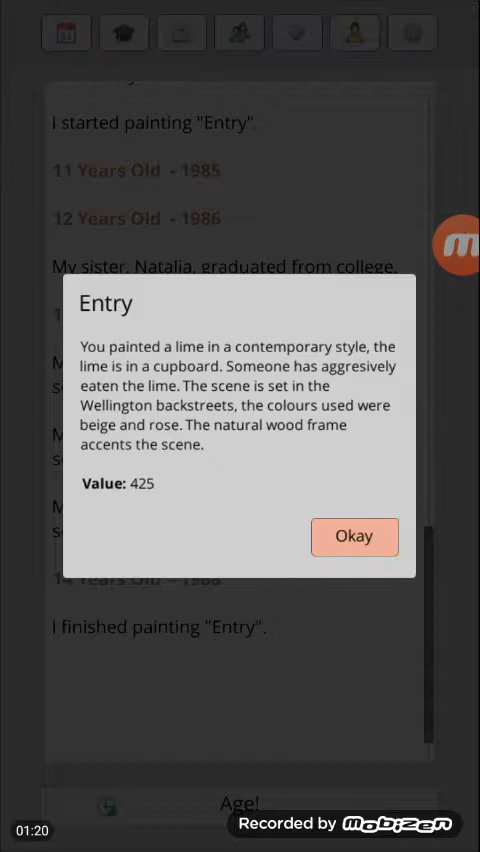 I started painting "Entry".
11 Years Old - 1985
12 Years Old - 1986
My sister, Natalia, graduated from college.
Entry
You painted a lime in a contemporary style, the
lime is in a cupboard. Someone has aggresively
eaten the lime. The scene is set in the
Wellington backstreets, the colours used were
beige and rose. The natural wood frame
accents the scene.
Value: 425
Okay
14 Years Old - 1988
I finished painting "Entry".
Age!
01:20
Recorded by mobizen